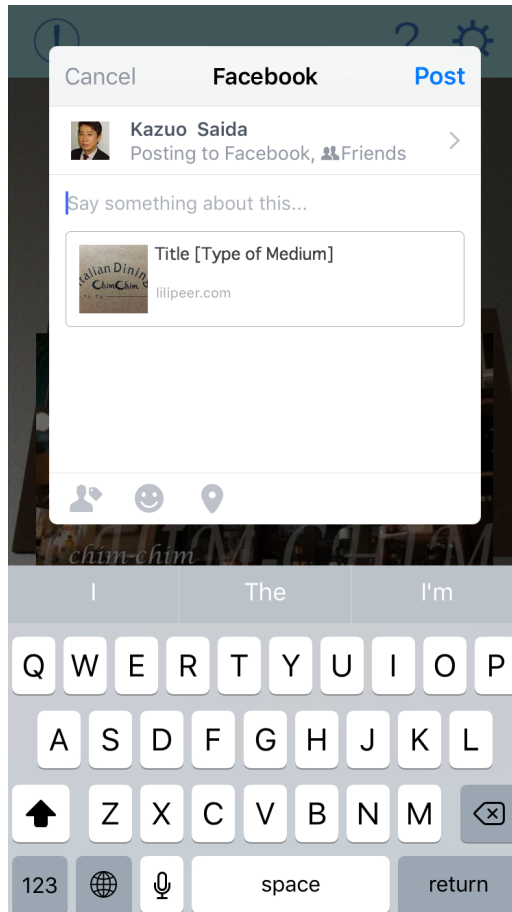 ?
Cancel Facebook Post
Kazuo Saida
Posting to Facebook, Friends
Say something about this...
Title [Type of Medium]
lilipeer.com
Italian Dining
ChimChim
chim-chim
I The I'm
Q W E R T Y U I O P
A S D F G H J K L
Z X C V B N M
123 space return